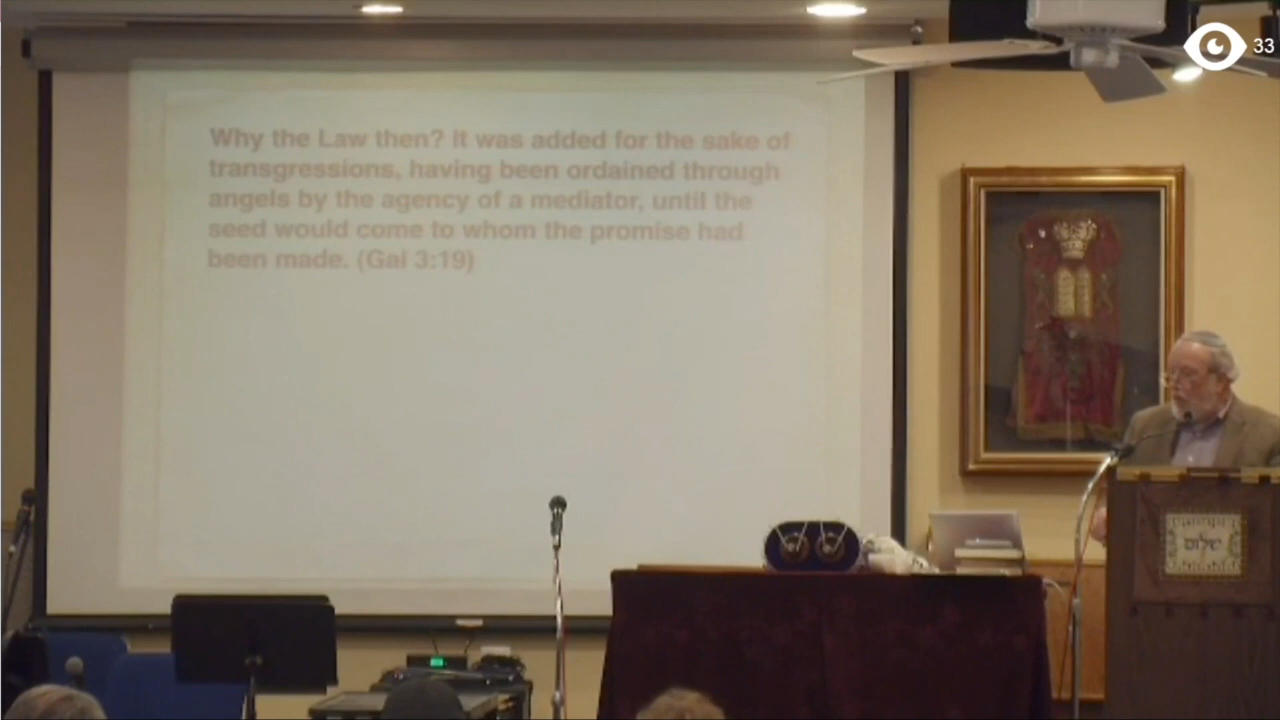 Why the Law then? It was added for the sake of
transgressions, having been ordained through
angels by the agency of a mediator, until the
seed would come to whom the promise had
been made. (Gal 3:19)
33
שלום